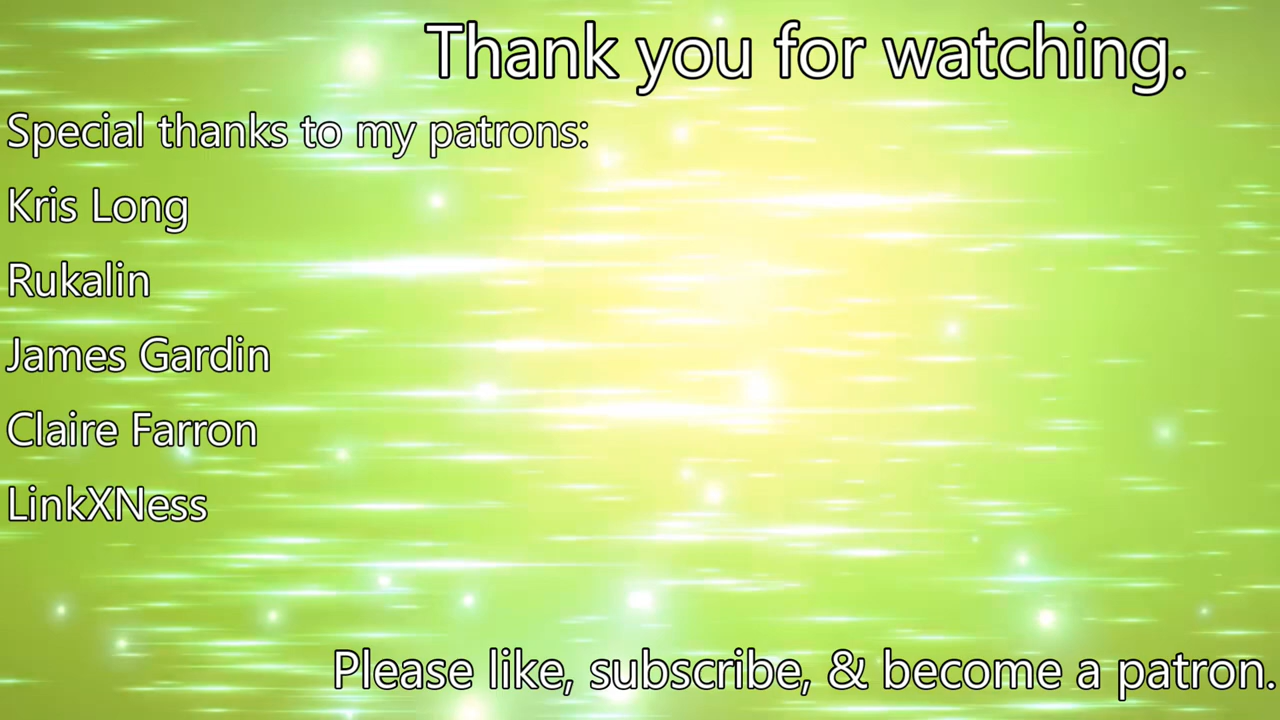 Thank you for watching.
Special thanks to my patrons:
Kris Long
Rukalin
James Gardin
Claire Farron
LinkXNess
Please like, subscribe, & become a patron.